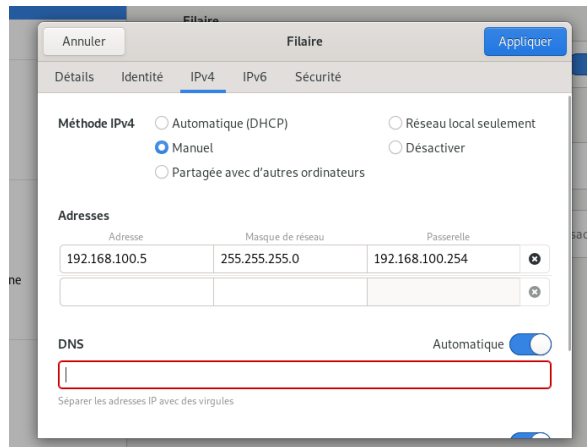 Filaire
Annuler Filaire Appliquer
Détails Identité IPv4 IPv6 Sécurité
Méthode IPv4 Automatique (DHCP) Réseau local seulement
Manuel Désactiver
Partagée avec d'autres ordinateurs
Adresses
Adresse Masque de réseau Passerelle
192.168.100.5 255.255.255.0 192.168.100.254
DNS Automatique
Séparer les adresses IP avec des virgules